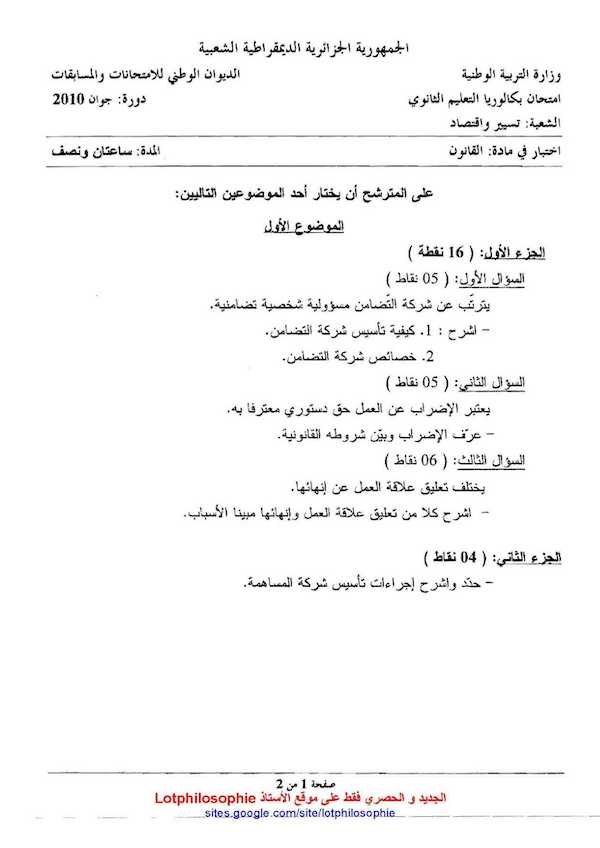 الجمهورية الجزائرية الديمقراطية الشعبية
وزارة التربية الوطنية الديوان الوطني للامتحانات والمسابقات
امتحان بكالوريا التعليم الثانوي دورة: جوان 2010
الشعبة: تسيير واقتصاد
اختبار في مادة: القانون المدة: ساعتان ونصف
على المترشح أن يختار أحد الموضوعين التاليين:
الموضوع الأول
الجزء الأول: ( 16 نقطة )
السؤال الأول: ( 05 نقاط )
يترتّب عن شركة التّضامن مسؤولية شخصية تضامنية.
- اشرح : 1. كيفية تأسيس شركة التضامن.
2. خصائص شركة التضامن.
السؤال الثاني: ( 05 نقاط )
يعتبر الإضراب عن العمل حق دستوري معترفا به.
- عرّف الإضراب وبيّن شروطه القانونية.
السؤال الثالث: ( 06 نقاط )
يختلف تعليق علاقة العمل عن إنهائها.
- اشرح كلا من تعليق علاقة العمل وإنهائها مبينا الأسباب.
الجزء الثاني: ( 04 نقاط )
- حدّد واشرح إجراءات تأسيس شركة المساهمة.
صفحة 1 من 2
الجديد و الحصري فقط على موقع الأستاذ Lotphilosophie
sites.google.com/site/lotphilosophie